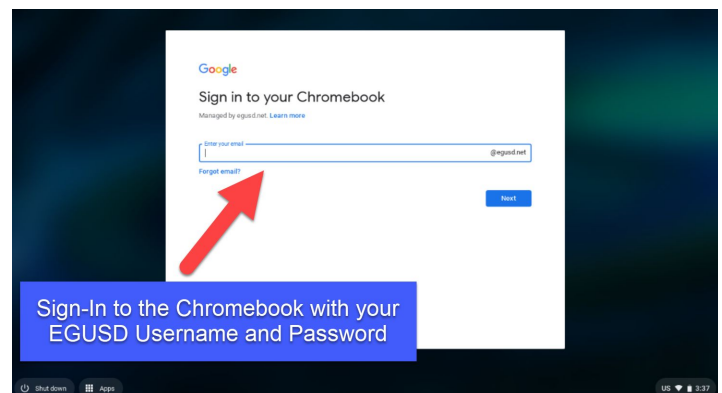 Google
Sign in to your Chromebook
Managed by egusd.net. Learn more
Enter your email
@egusd.net
Forgot email?
Next
Sign-In to the Chromebook with your
EGUSD Username and Password
Shut down Apps US 3:37